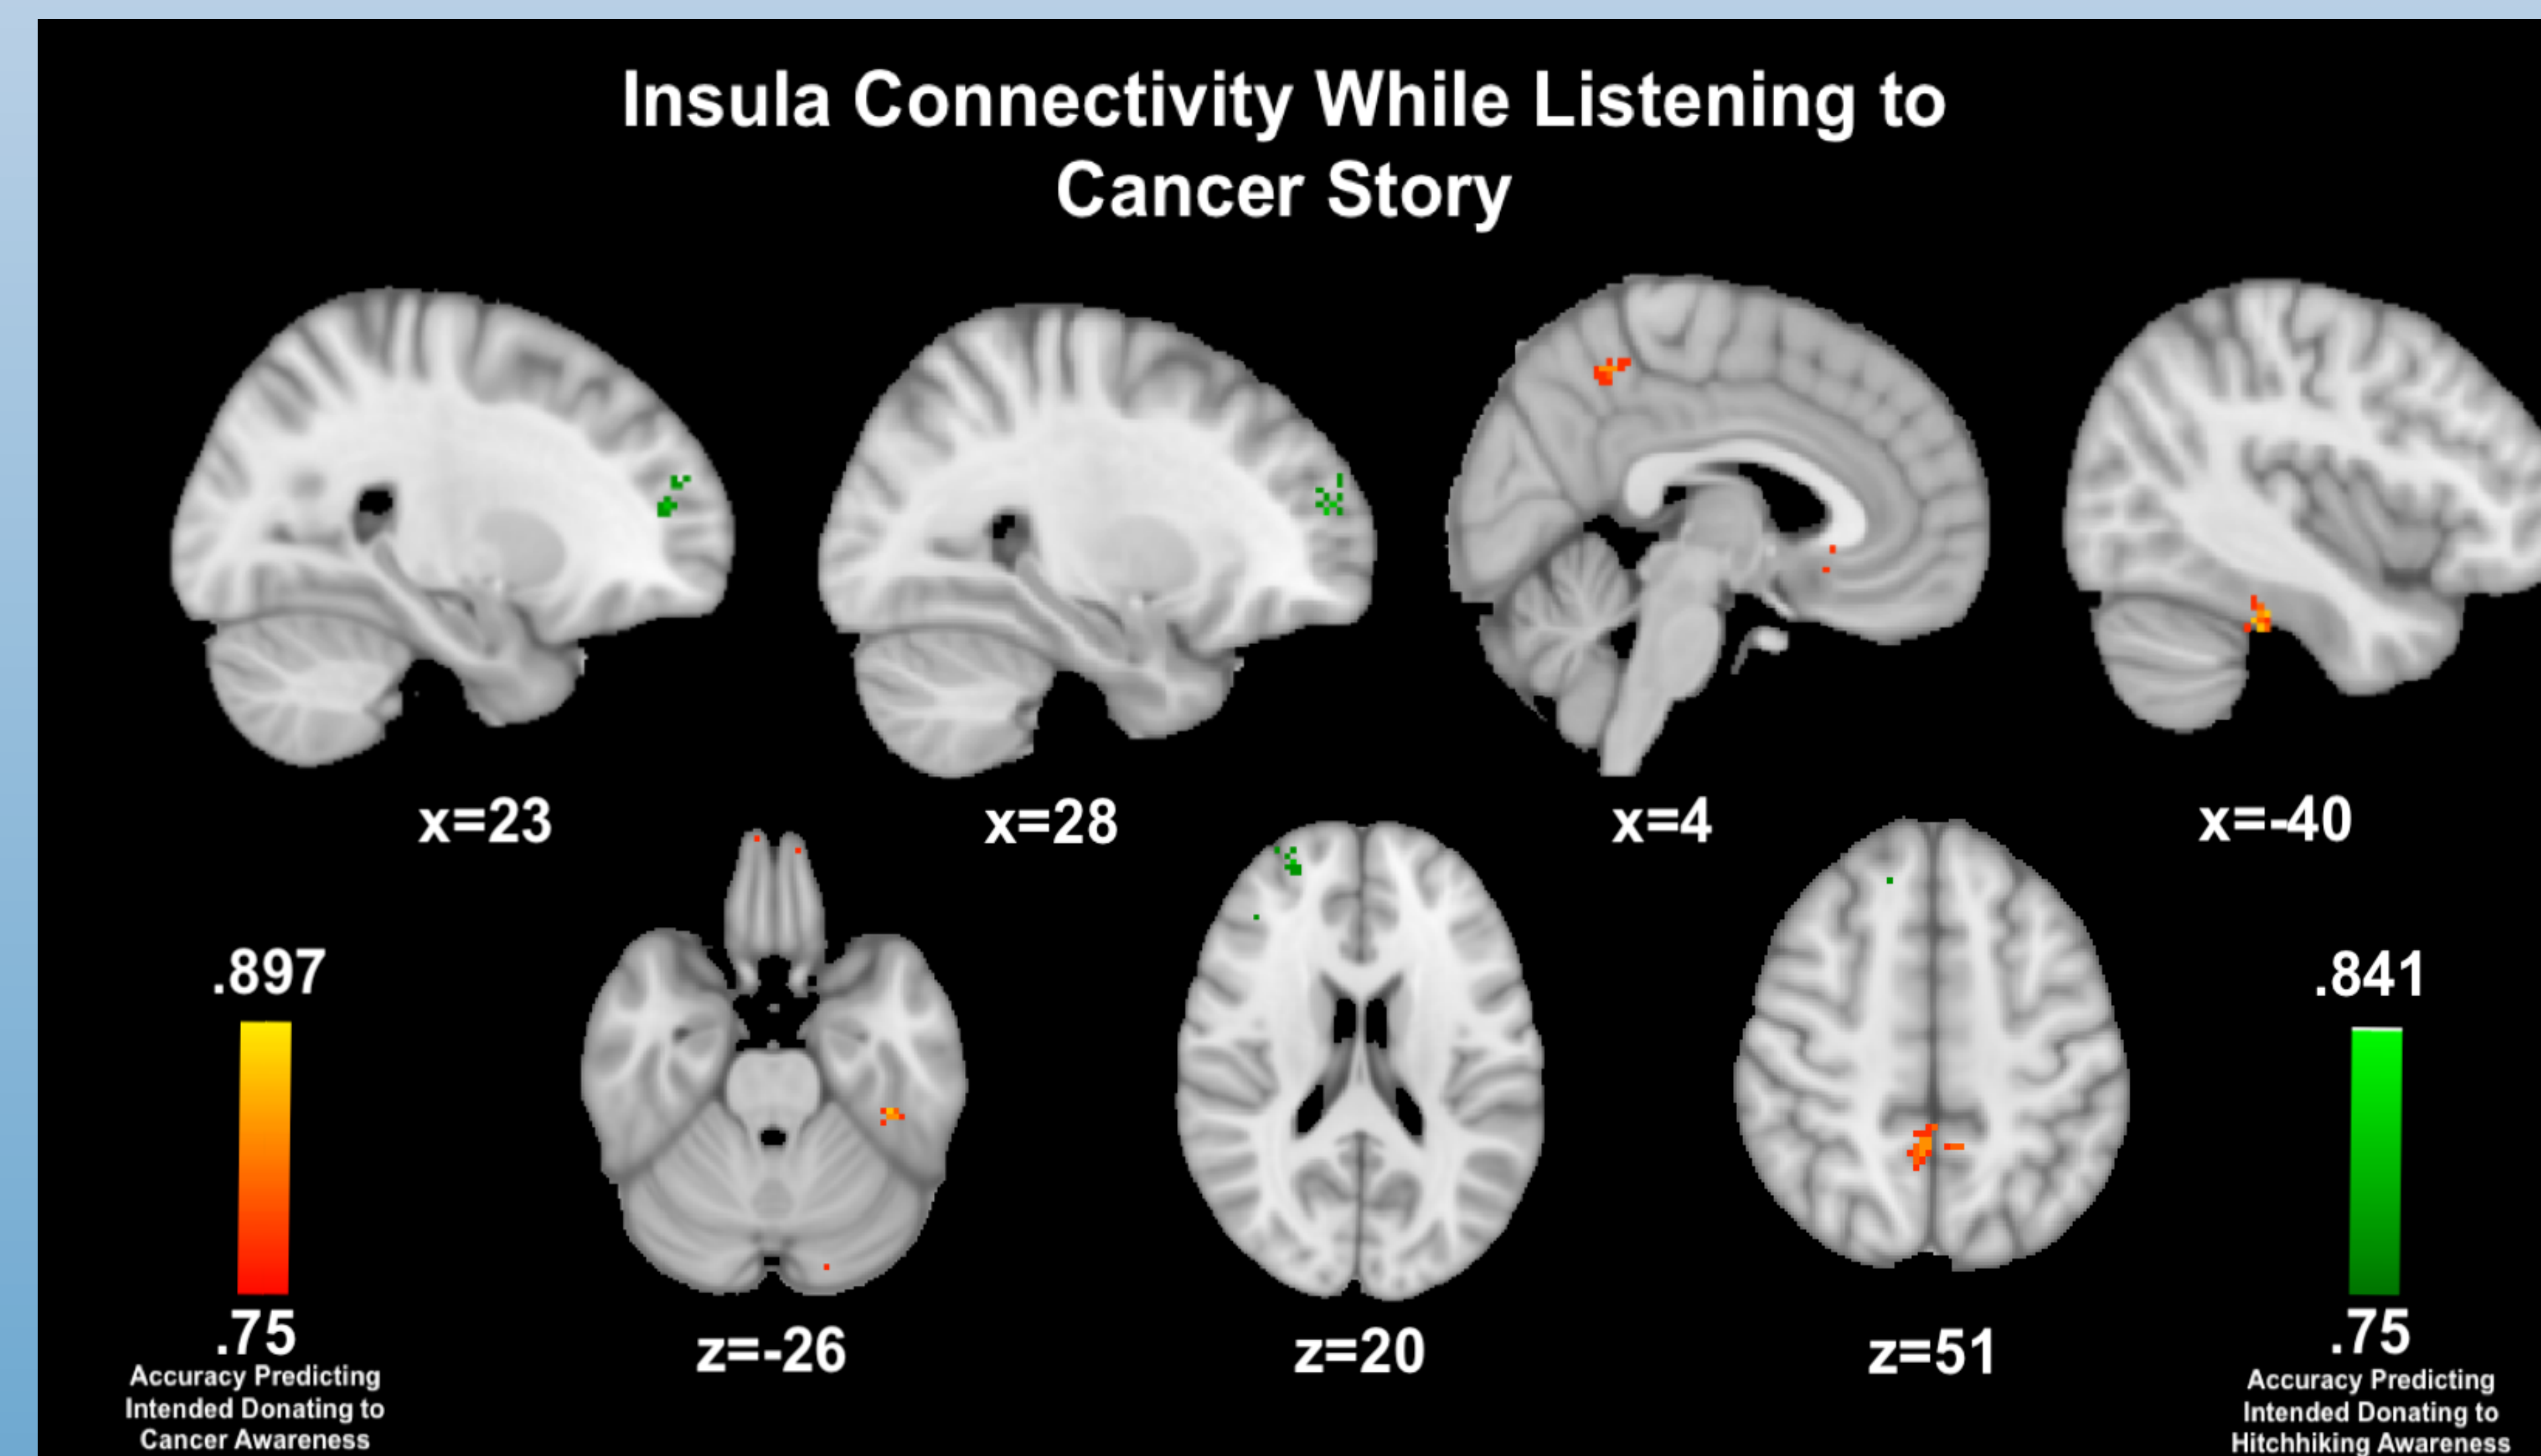 Insula Connectivity While Listening to
Cancer Story
x=23
x=28
x=4
x=-40
.897
.75
Accuracy Predicting
Intended Donating to
Cancer Awareness
z=-26
z=20
z=51
.841
.75
Accuracy Predicting
Intended Donating to
Hitchhiking Awareness